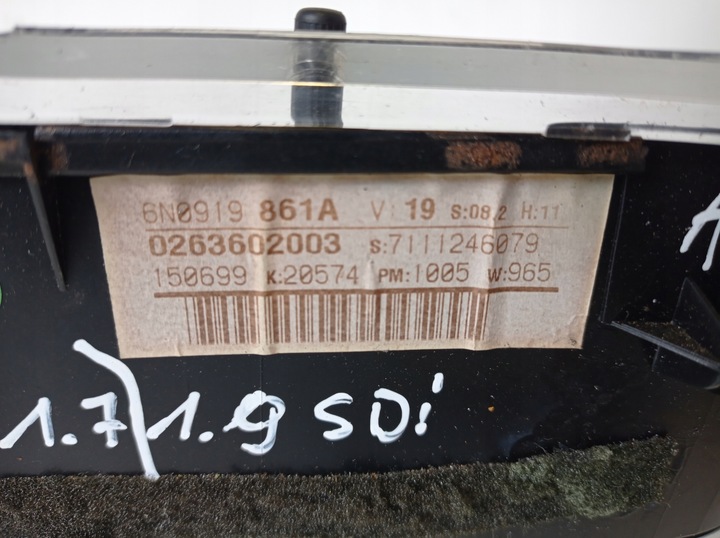 6N0919 861A V: 19 S:08,2 H:11
0263602003 S:7111246079
150699 K:20574 PM:1005 W:965
1.7/1.9 SDi